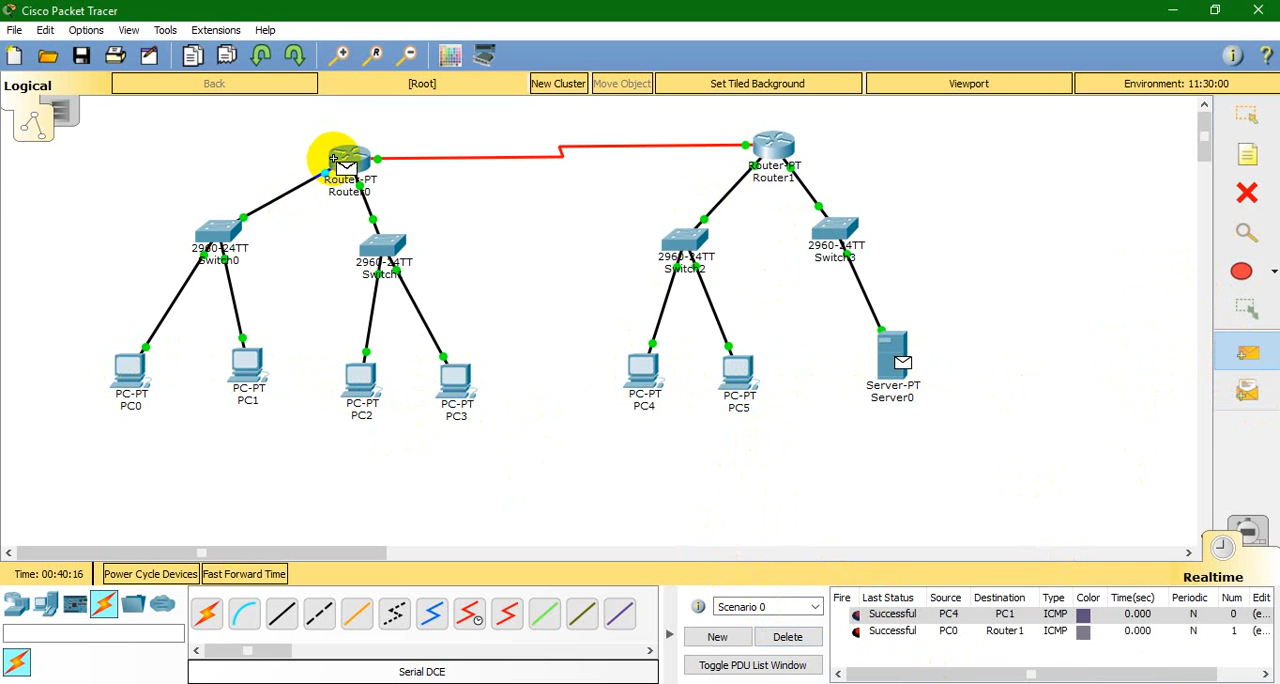 Cisco Packet Tracer
File Edit Options View Tools Extensions Help
Logical
Back
[Root]
New Cluster
Move Object
Set Tiled Background
Viewport
Environment: 11:30:00
Router-PT
Router0
Router-PT
Router1
2960-24TT
Switch0
2960-24TT
Switch1
2960-24TT
Switch2
2960-24TT
Switch3
PC-PT
PC0
PC-PT
PC1
PC-PT
PC2
PC-PT
PC3
PC-PT
PC4
PC-PT
PC5
Server-PT
Server0
Time: 00:40:16
Power Cycle Devices
Fast Forward Time
Realtime
Serial DCE
Scenario 0
New
Delete
Toggle PDU List Window
Fire Last Status Source Destination Type Color Time(sec) Periodic Num Edit
Successful PC4 PC1 ICMP 0.000 N 0 (e...
Successful PC0 Router1 ICMP 0.000 N 1 (e...